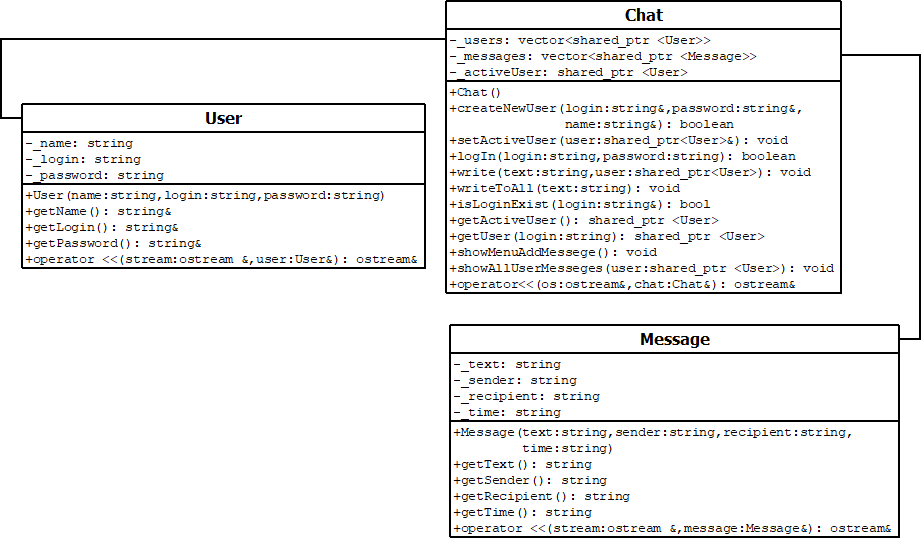 Chat
-_users: vector<shared_ptr <User>>
-_messages: vector<shared_ptr <Message>>
-_activeUser: shared_ptr <User>
+Chat()
+createNewUser(login:string&,password:string&,
name:string&): boolean
+setActiveUser(user:shared_ptr<User>&): void
+logIn(login:string,password:string): boolean
+write(text:string,user:shared_ptr<User>): void
+writeToAll(text:string): void
+isLoginExist(login:string&): bool
+getActiveUser(): shared_ptr <User>
+getUser(login:string): shared_ptr <User>
+showMenuAddMessege(): void
+showAllUserMesseges(user:shared_ptr <User>): void
+operator<<(os:ostream&,chat:Chat&): ostream&
User
-_name: string
-_login: string
-_password: string
+User(name:string,login:string,password:string)
+getName(): string&
+getLogin(): string&
+getPassword(): string&
+operator <<(stream:ostream &,user:User&): ostream&
Message
-_text: string
-_sender: string
-_recipient: string
-_time: string
+Message(text:string,sender:string,recipient:string,
time:string)
+getText(): string
+getSender(): string
+getRecipient(): string
+getTime(): string
+operator <<(stream:ostream &,message:Message&): ostream&